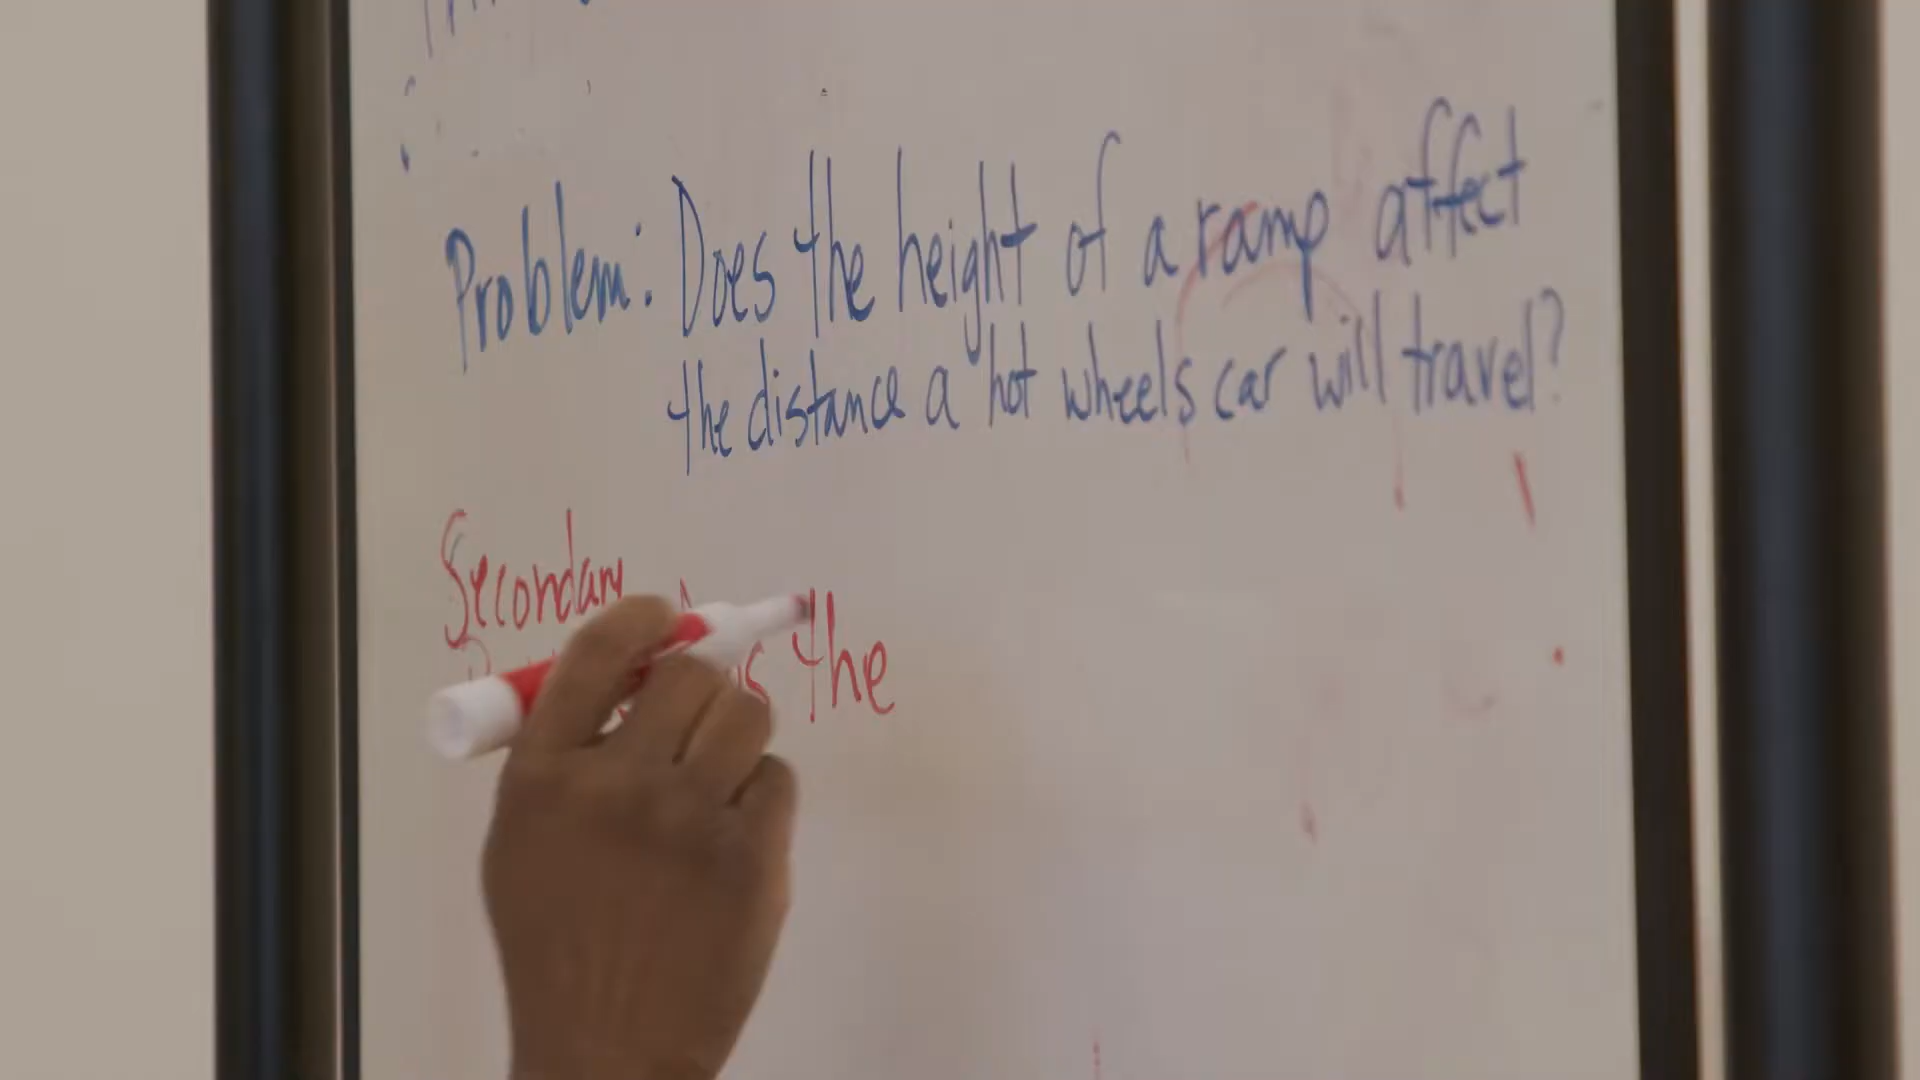 Problem: Does the height of a ramp affect
the distance a hot wheels car will travel?
Secondary
the